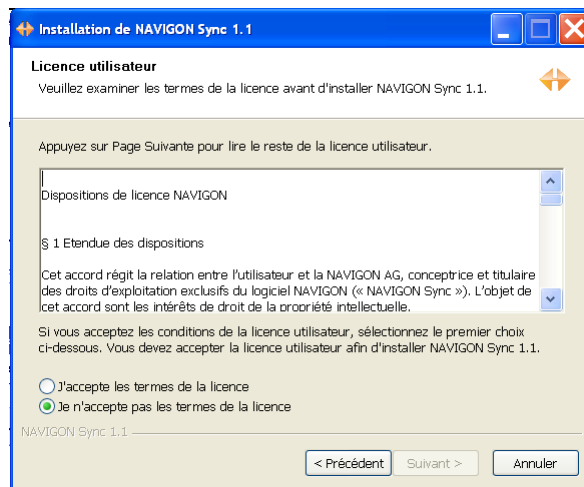 Installation de NAVIGON Sync 1.1
Licence utilisateur
Veuillez examiner les termes de la licence avant d'installer NAVIGON Sync 1.1.
Appuyez sur Page Suivante pour lire le reste de la licence utilisateur.
Dispositions de licence NAVIGON
§ 1 Etendue des dispositions
Cet accord régit la relation entre l'utilisateur et la NAVIGON AG, conceptrice et titulaire
des droits d'exploitation exclusifs du logiciel NAVIGON (« NAVIGON Sync »). L'objet de
cet accord sont les intérêts de droit de la propriété intellectuelle.
Si vous acceptez les conditions de la licence utilisateur, sélectionnez le premier choix
ci-dessous. Vous devez accepter la licence utilisateur afin d'installer NAVIGON Sync 1.1.
J'accepte les termes de la licence
Je n'accepte pas les termes de la licence
NAVIGON Sync 1.1
< Précédent Suivant > Annuler